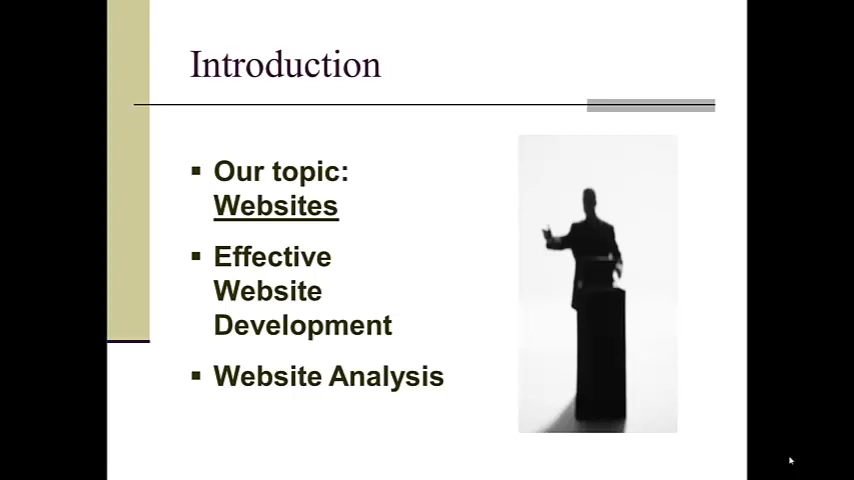 Introduction
Our topic:
Websites
Effective
Website
Development
Website Analysis